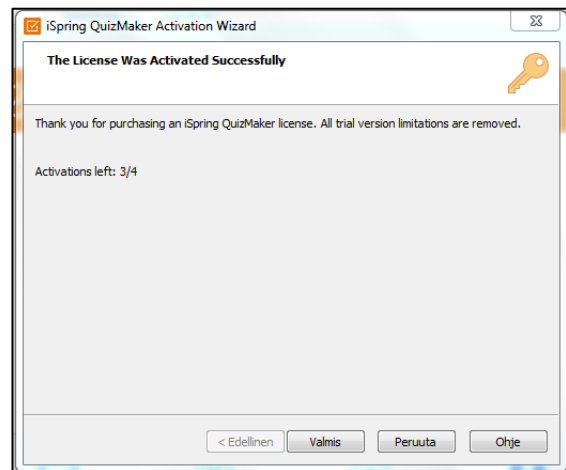 iSpring QuizMaker Activation Wizard
The License Was Activated Successfully
Thank you for purchasing an iSpring QuizMaker license. All trial version limitations are removed.
Activations left: 3/4
< Edellinen Valmis Peruuta Ohje